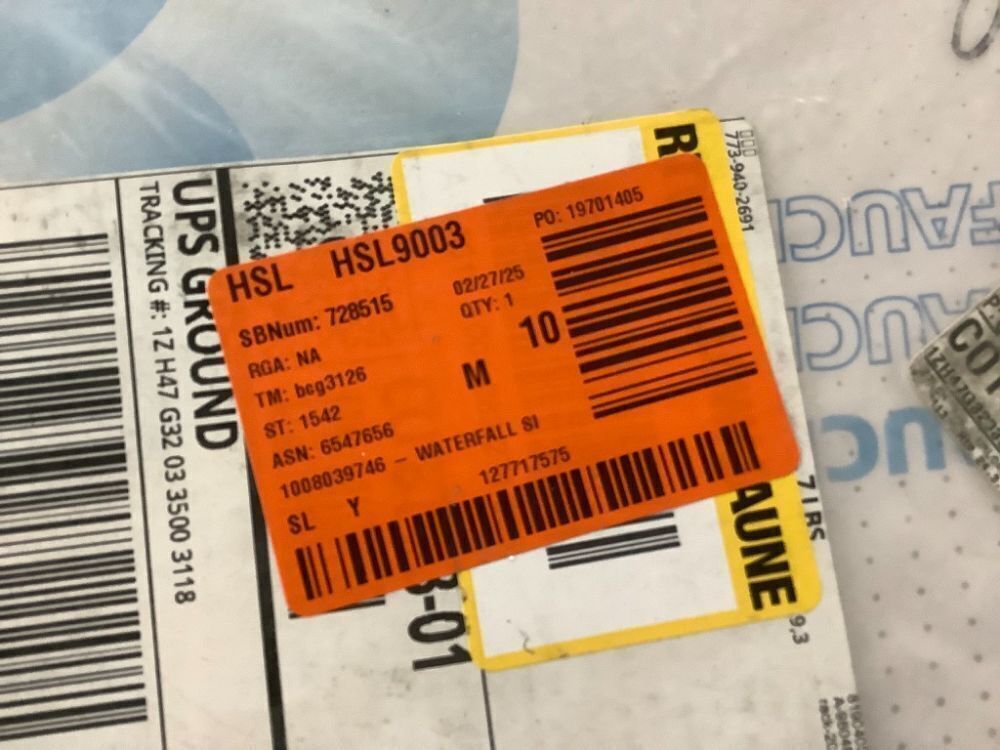 HSL HSL9003
PO: 19701405
SBNum: 728515
02/27/25
RGA: NA
QTY: 1
TM: bcg3126
M
10
ST: 1542
ASN: 6547656
1008039746 – WATERFALL SI
SL Y
127717575
UPS GROUND
TRACKING #: 1Z H47 G32 03 3500 3118
773-940-2691
AUNE
-01
9,3
FAUC
AUC
UC